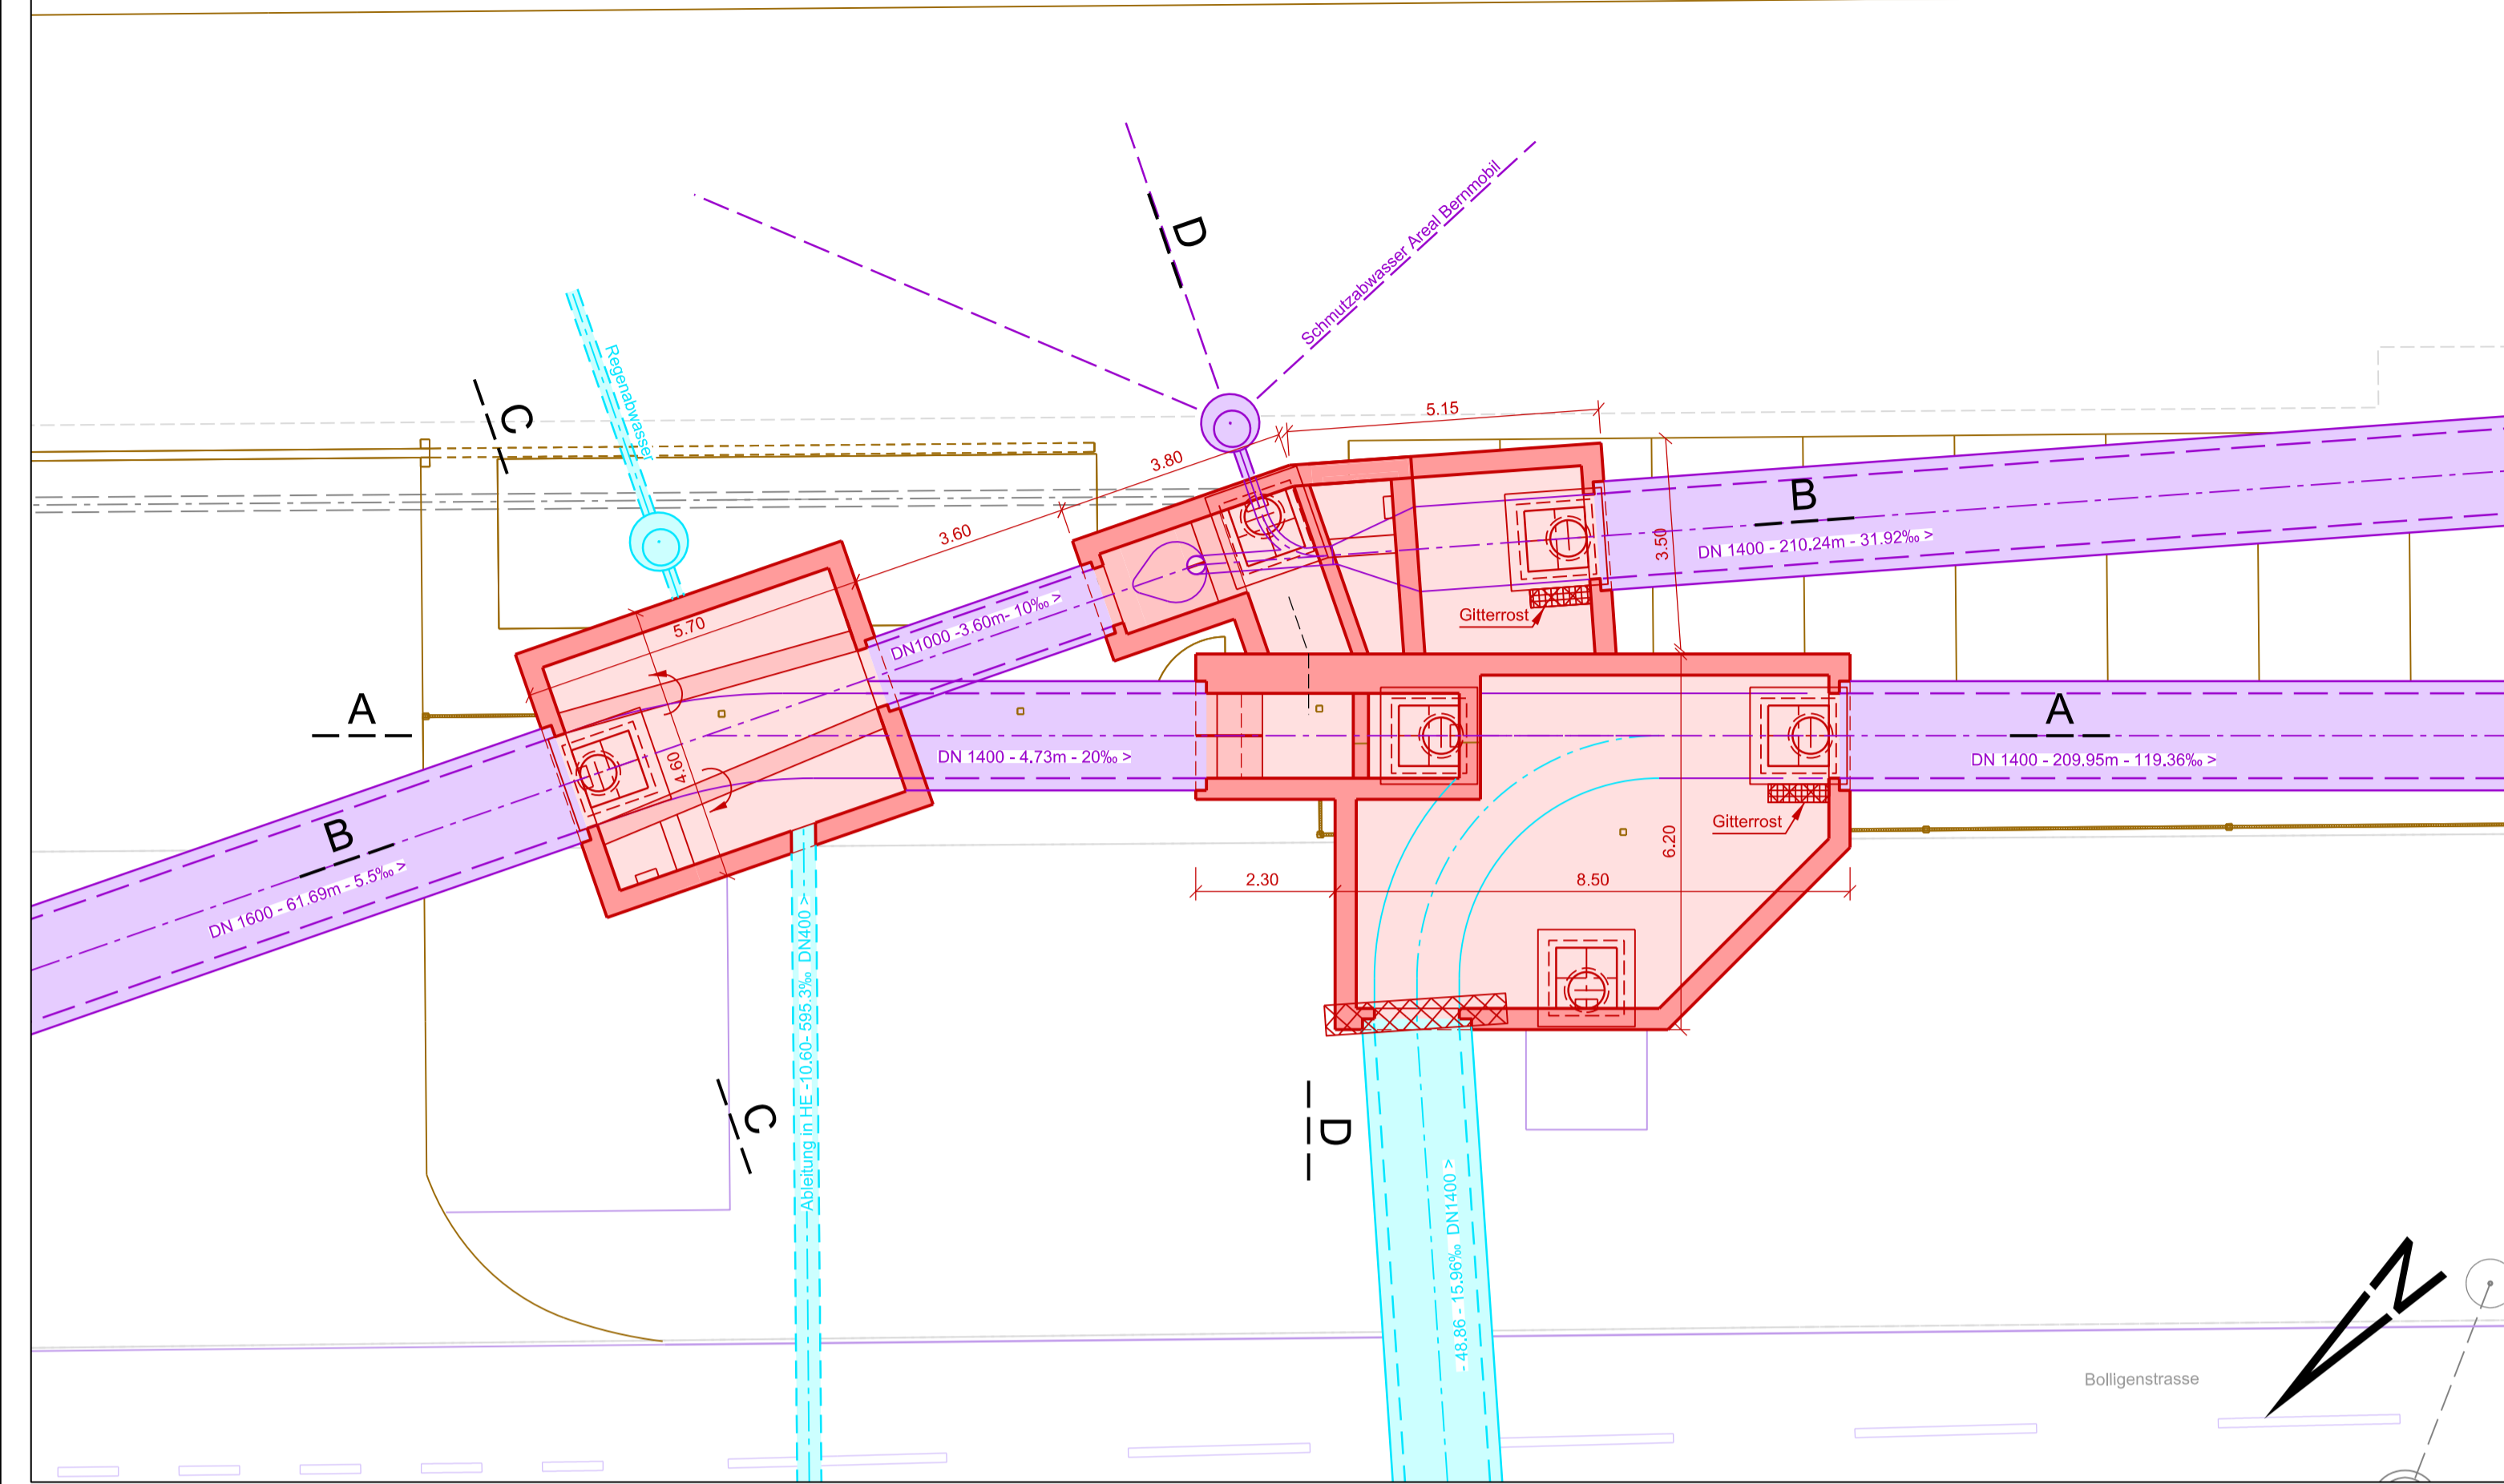 D
Schmutzabwasser Areal Bernmobil
Regenabwasser
C
5.15
3.80
3.60
B
DN 1400 - 210.24m - 31.92‰ >
3.50
Gitterrost
5.70
DN1000 -3.60m- 10‰ >
A
4.60
DN 1400 - 4.73m - 20‰ >
A
DN 1400 - 209.95m - 119.36‰ >
Gitterrost
B
DN 1600 - 61.69m - 5.5‰ >
6.20
2.30
8.50
Ableitung in HE -10.60- 595.3‰ DN400 >
C
D
- 48.86 - 15.96‰ DN1400 >
N
Bolligenstrasse